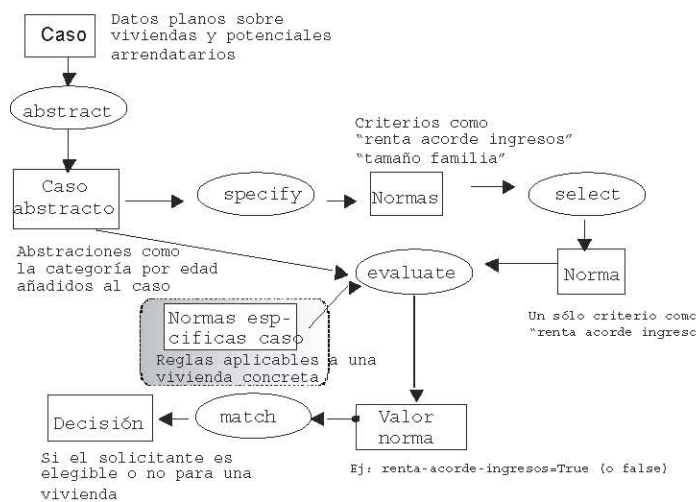 Caso
Datos planos sobre
viviendas y potenciales
arrendatarios
abstract
Caso
abstracto
specify
Criterios como
"renta acorde ingresos"
"tamaño familia"
Normas
select
Abstraciones como
la categoría por edad
añadidos al caso
evaluate
Norma
Un sólo criterio como
"renta acorde ingresc
Normas esp-
cificas caso
Reglas aplicables a una
vivienda concreta
Decisión
match
Valor
norma
Si el solicitante es
elegible o no para una
vivienda
Ej: renta-acorde-ingresos=True (o false)